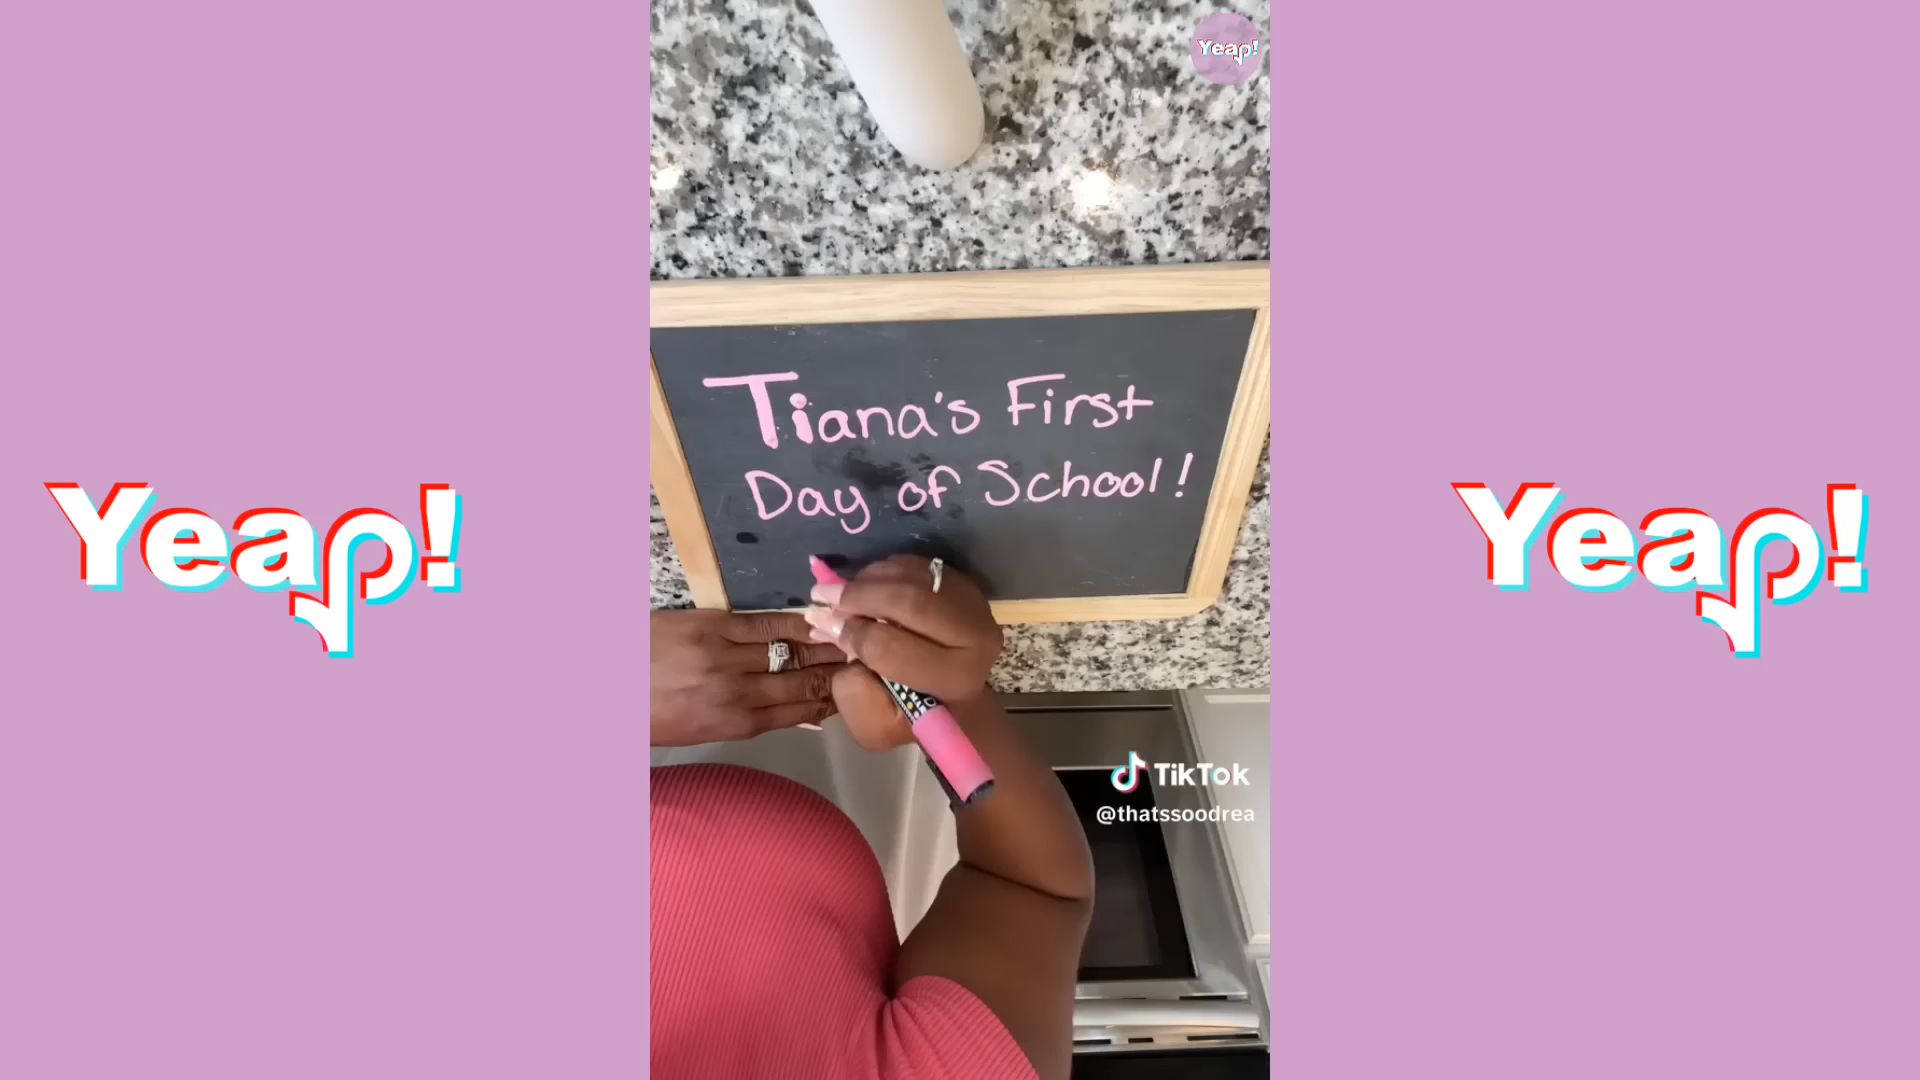 Yeap!
Tiana's First
Day of School!
Yeap!
Yeap!
TikTok
@thatssoodrea